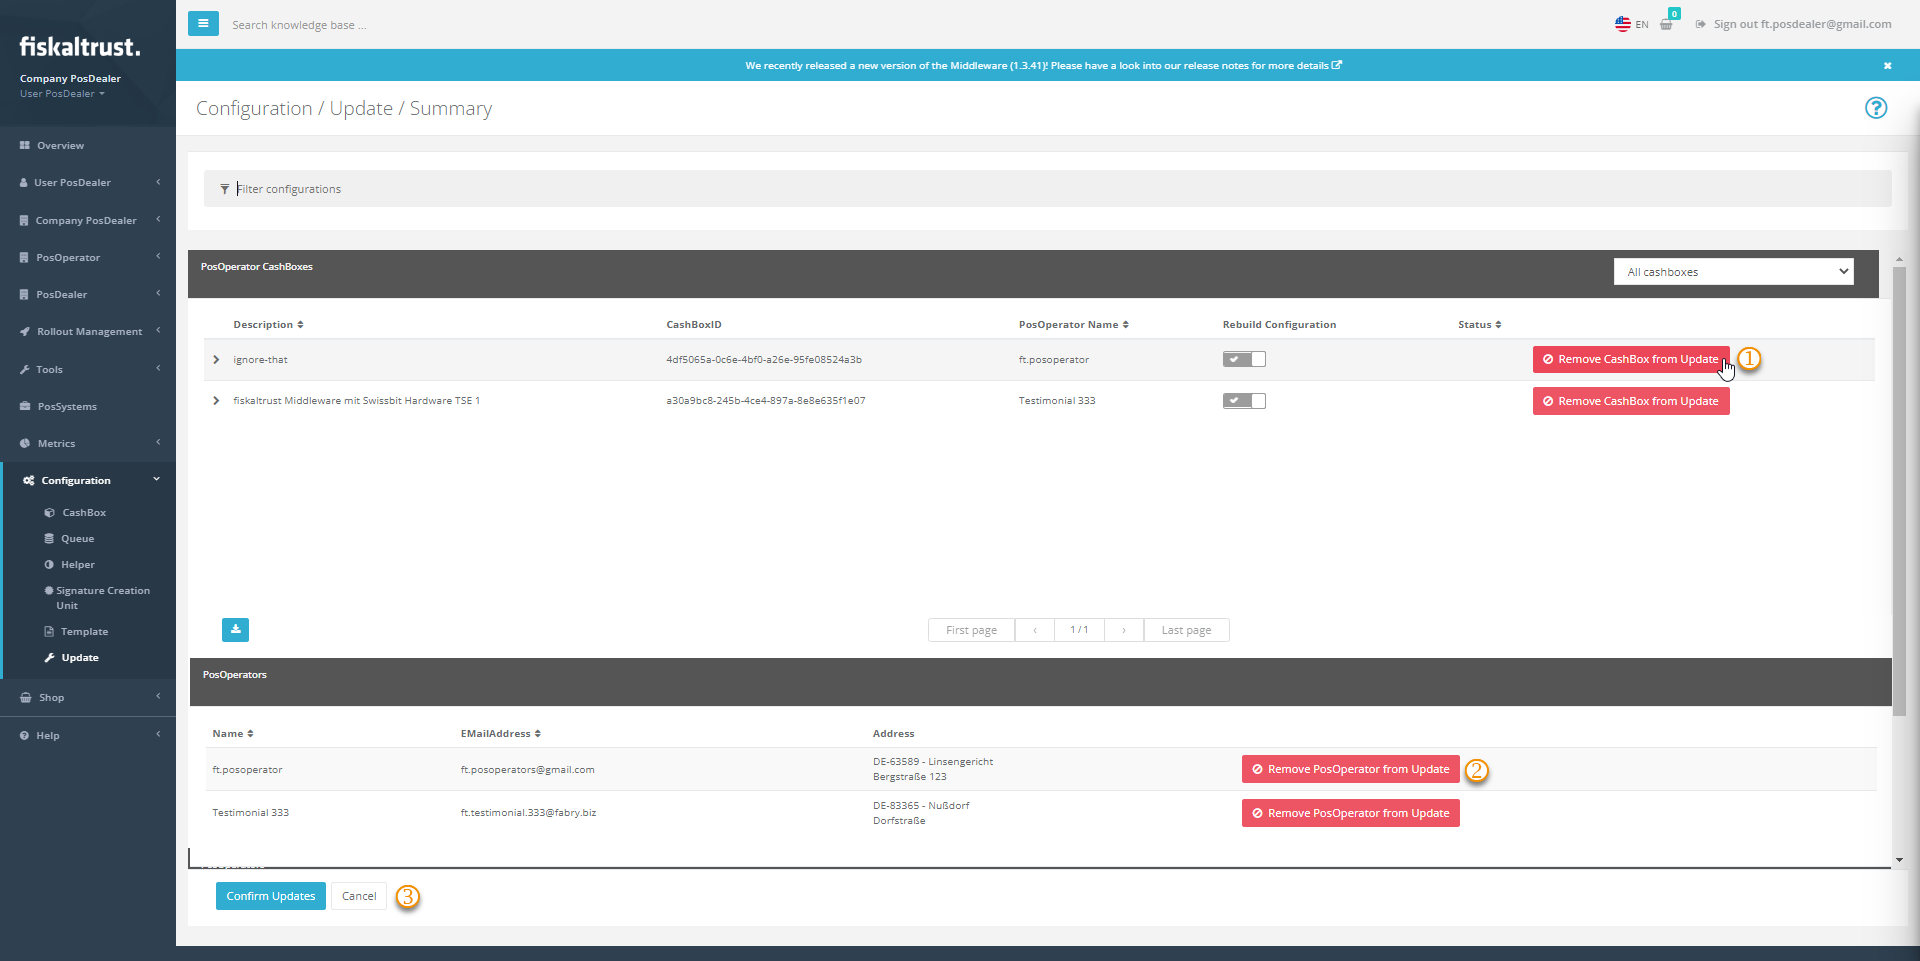 fiskaltrust.
Company PosDealer
User PosDealer
Overview
User PosDealer
Company PosDealer
PosOperator
PosDealer
Rollout Management
Tools
PosSystems
Metrics
Configuration
CashBox
Queue
Helper
Signature Creation
Unit
Template
Update
Shop
Help
Search knowledge base ...
EN
0
Sign out ft.posdealer@gmail.com
We recently released a new version of the Middleware (1.3.41)! Please have a look into our release notes for more details
Configuration / Update / Summary
?
Filter configurations
PosOperator CashBoxes
All cashboxes
Description CashBoxID PosOperator Name Rebuild Configuration Status
ignore-that 4df5065a-0c6e-4bf0-a26e-95fe08524a3b ft.posoperator Remove CashBox from Update 1
fiskaltrust Middleware mit Swissbit Hardware TSE 1 a30a9bc8-245b-4ce4-897a-8e8e635f1e07 Testimonial 333 Remove CashBox from Update
First page ‹ 1 / 1 › Last page
PosOperators
Name EMailAddress Address
ft.posoperator ft.posoperators@gmail.com DE-63589 - Linsengericht
Bergstraße 123
Remove PosOperator from Update 2
Testimonial 333 ft.testimonial.333@fabry.biz DE-83365 - Nußdorf
Dorfstraße
Remove PosOperator from Update
Confirm Updates Cancel 3